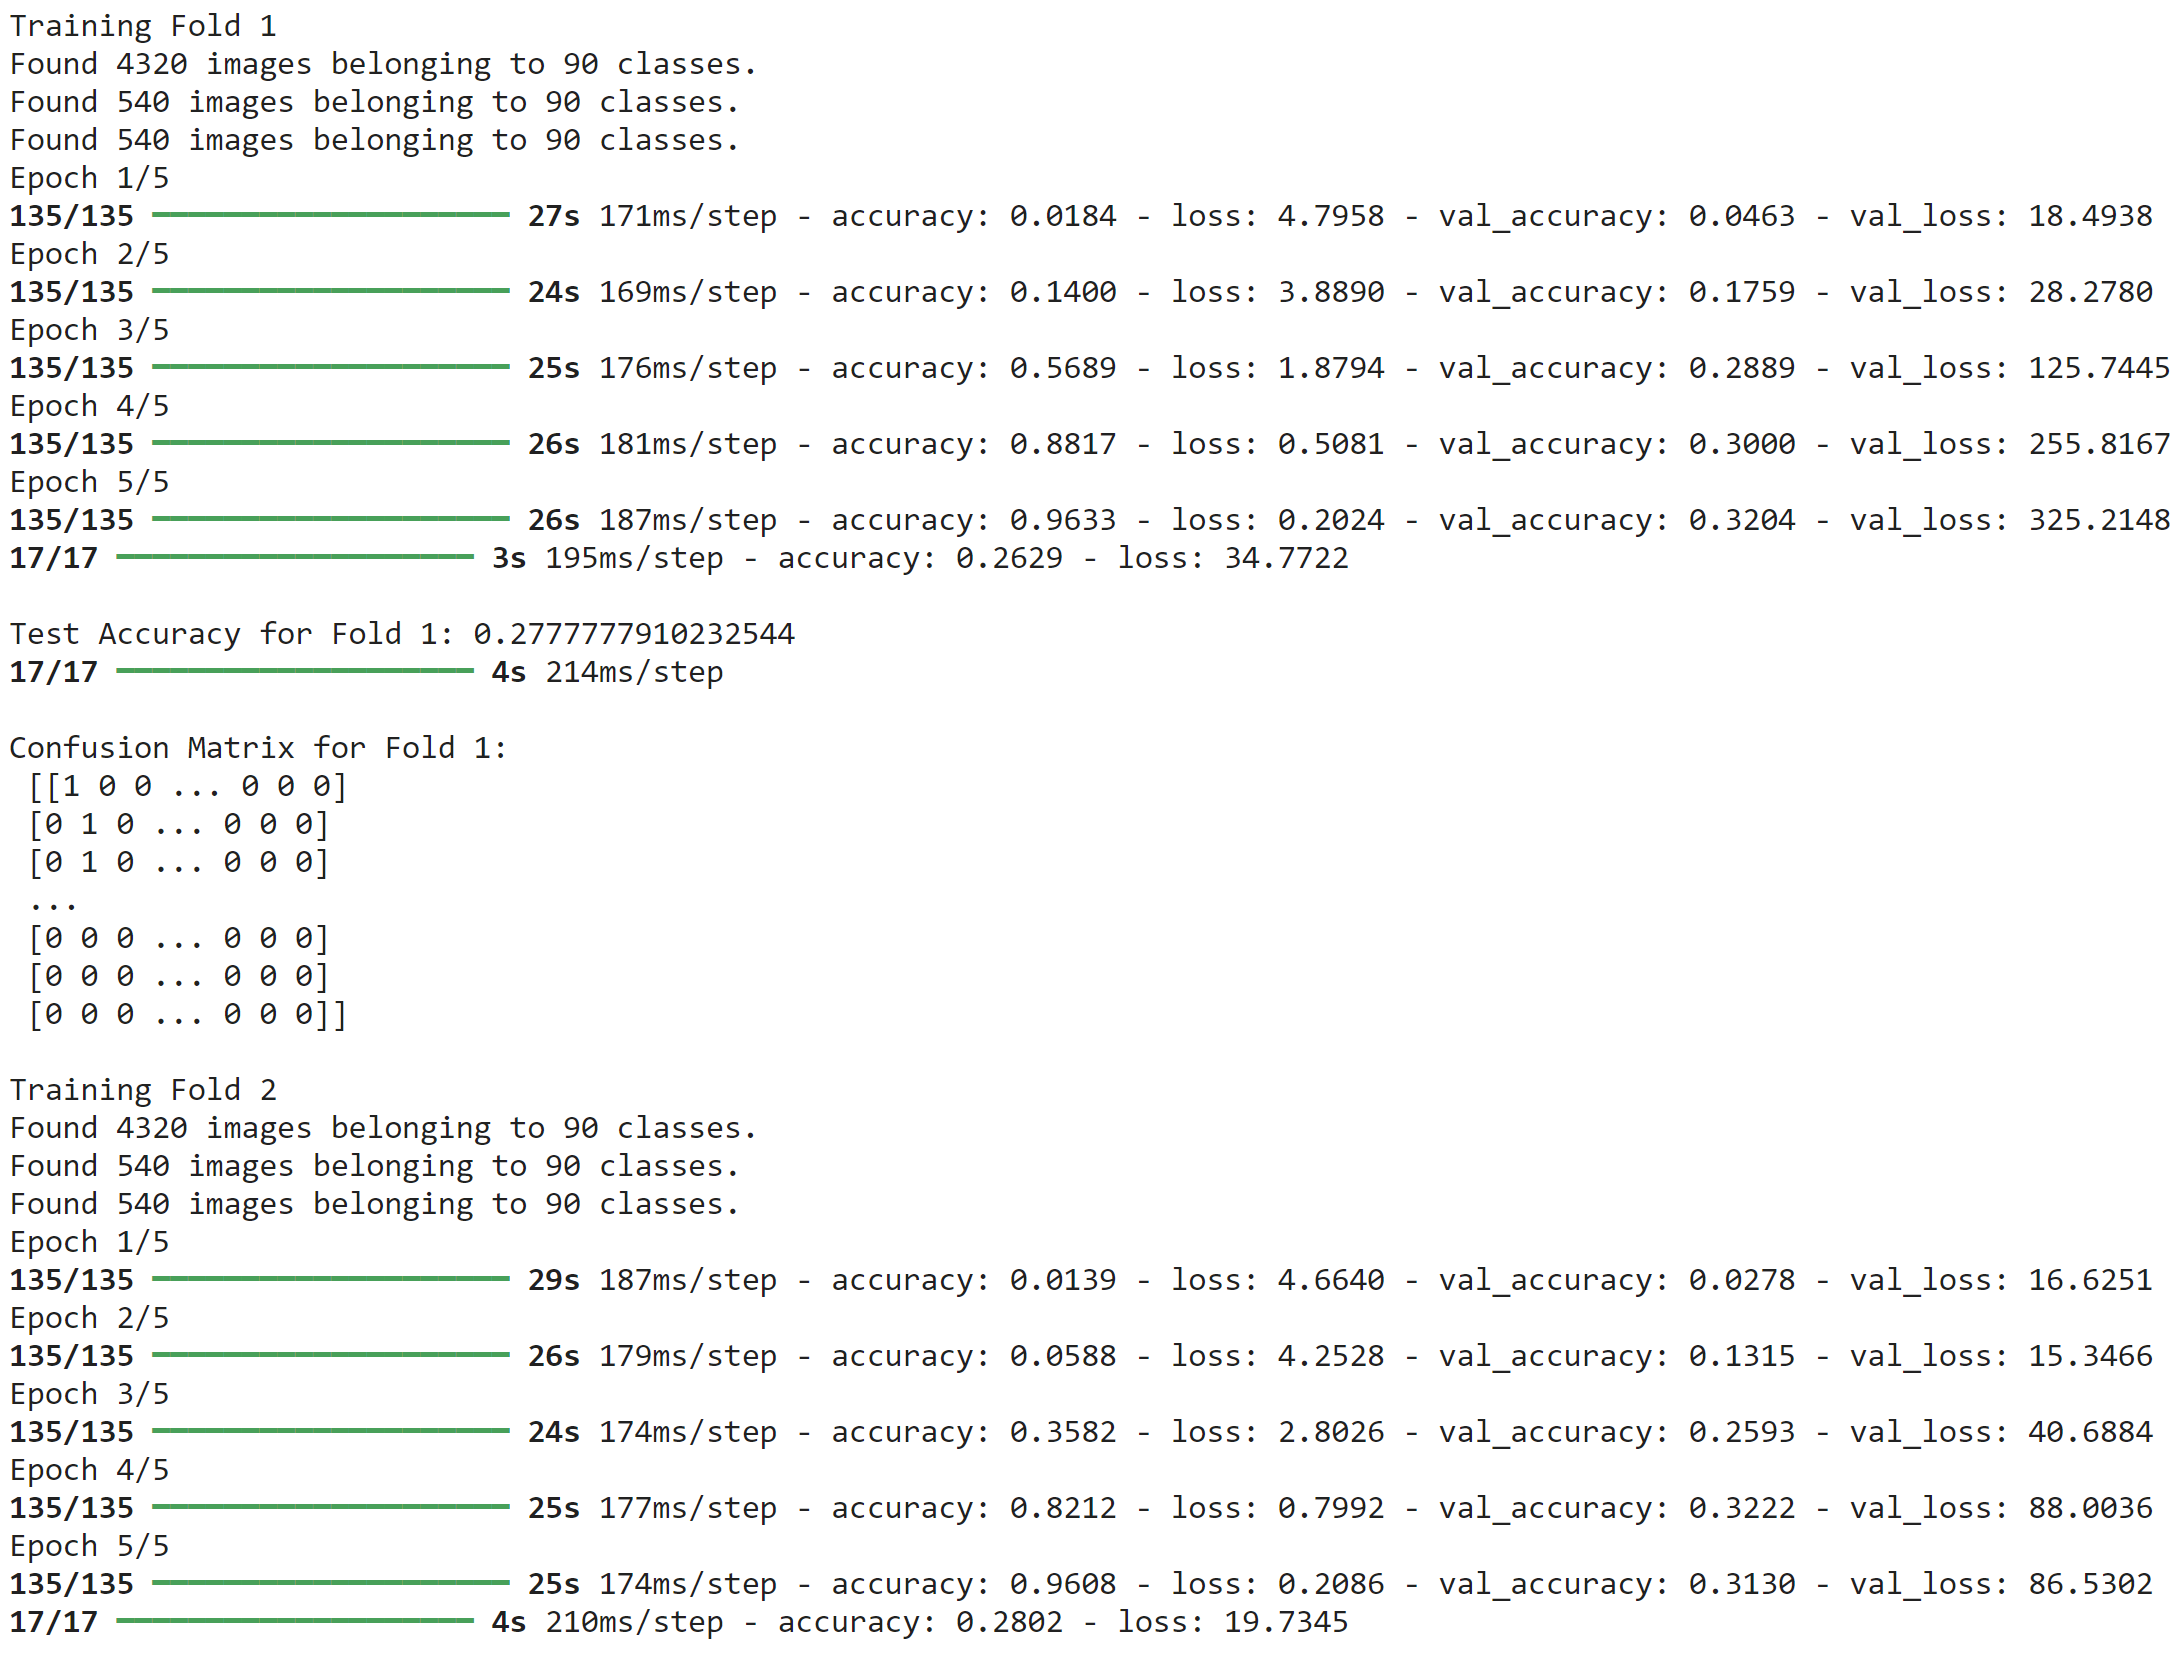 Training Fold 1
Found 4320 images belonging to 90 classes.
Found 540 images belonging to 90 classes.
Found 540 images belonging to 90 classes.
Epoch 1/5
135/135 ━━━━━━━━━━━━━━━━━━━━ 27s 171ms/step - accuracy: 0.0184 - loss: 4.7958 - val_accuracy: 0.0463 - val_loss: 18.4938
Epoch 2/5
135/135 ━━━━━━━━━━━━━━━━━━━━ 24s 169ms/step - accuracy: 0.1400 - loss: 3.8890 - val_accuracy: 0.1759 - val_loss: 28.2780
Epoch 3/5
135/135 ━━━━━━━━━━━━━━━━━━━━ 25s 176ms/step - accuracy: 0.5689 - loss: 1.8794 - val_accuracy: 0.2889 - val_loss: 125.7445
Epoch 4/5
135/135 ━━━━━━━━━━━━━━━━━━━━ 26s 181ms/step - accuracy: 0.8817 - loss: 0.5081 - val_accuracy: 0.3000 - val_loss: 255.8167
Epoch 5/5
135/135 ━━━━━━━━━━━━━━━━━━━━ 26s 187ms/step - accuracy: 0.9633 - loss: 0.2024 - val_accuracy: 0.3204 - val_loss: 325.2148
17/17 ━━━━━━━━━━━━━━━━━━━━ 3s 195ms/step - accuracy: 0.2629 - loss: 34.7722

Test Accuracy for Fold 1: 0.2777777910232544
17/17 ━━━━━━━━━━━━━━━━━━━━ 4s 214ms/step

Confusion Matrix for Fold 1:
 [[1 0 0 ... 0 0 0]
 [0 1 0 ... 0 0 0]
 [0 1 0 ... 0 0 0]
 ...
 [0 0 0 ... 0 0 0]
 [0 0 0 ... 0 0 0]
 [0 0 0 ... 0 0 0]]

Training Fold 2
Found 4320 images belonging to 90 classes.
Found 540 images belonging to 90 classes.
Found 540 images belonging to 90 classes.
Epoch 1/5
135/135 ━━━━━━━━━━━━━━━━━━━━ 29s 187ms/step - accuracy: 0.0139 - loss: 4.6640 - val_accuracy: 0.0278 - val_loss: 16.6251
Epoch 2/5
135/135 ━━━━━━━━━━━━━━━━━━━━ 26s 179ms/step - accuracy: 0.0588 - loss: 4.2528 - val_accuracy: 0.1315 - val_loss: 15.3466
Epoch 3/5
135/135 ━━━━━━━━━━━━━━━━━━━━ 24s 174ms/step - accuracy: 0.3582 - loss: 2.8026 - val_accuracy: 0.2593 - val_loss: 40.6884
Epoch 4/5
135/135 ━━━━━━━━━━━━━━━━━━━━ 25s 177ms/step - accuracy: 0.8212 - loss: 0.7992 - val_accuracy: 0.3222 - val_loss: 88.0036
Epoch 5/5
135/135 ━━━━━━━━━━━━━━━━━━━━ 25s 174ms/step - accuracy: 0.9608 - loss: 0.2086 - val_accuracy: 0.3130 - val_loss: 86.5302
17/17 ━━━━━━━━━━━━━━━━━━━━ 4s 210ms/step - accuracy: 0.2802 - loss: 19.7345